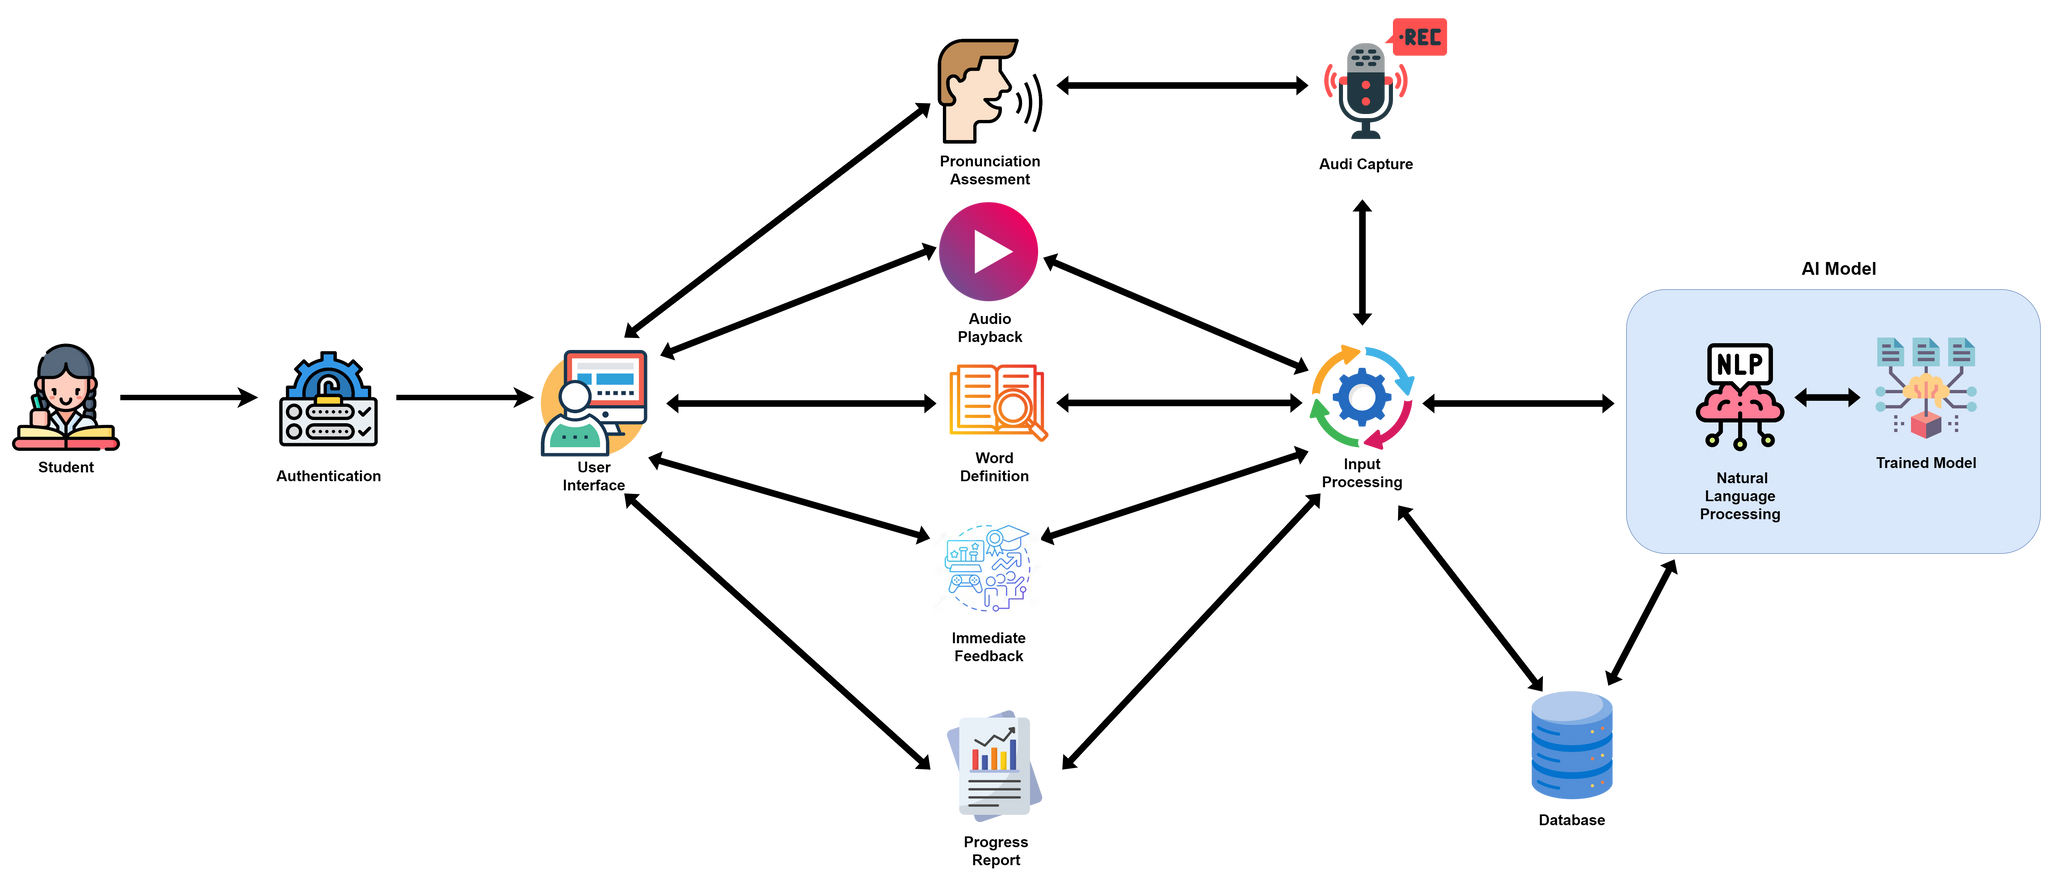 ·REC
Pronunciation
Assesment
Audi Capture
Audio
Playback
AI Model
NLP
Student
Authentication
User
Interface
Word
Definition
Input
Processing
Natural
Language
Processing
Trained Model
Immediate
Feedback
Database
Progress
Report